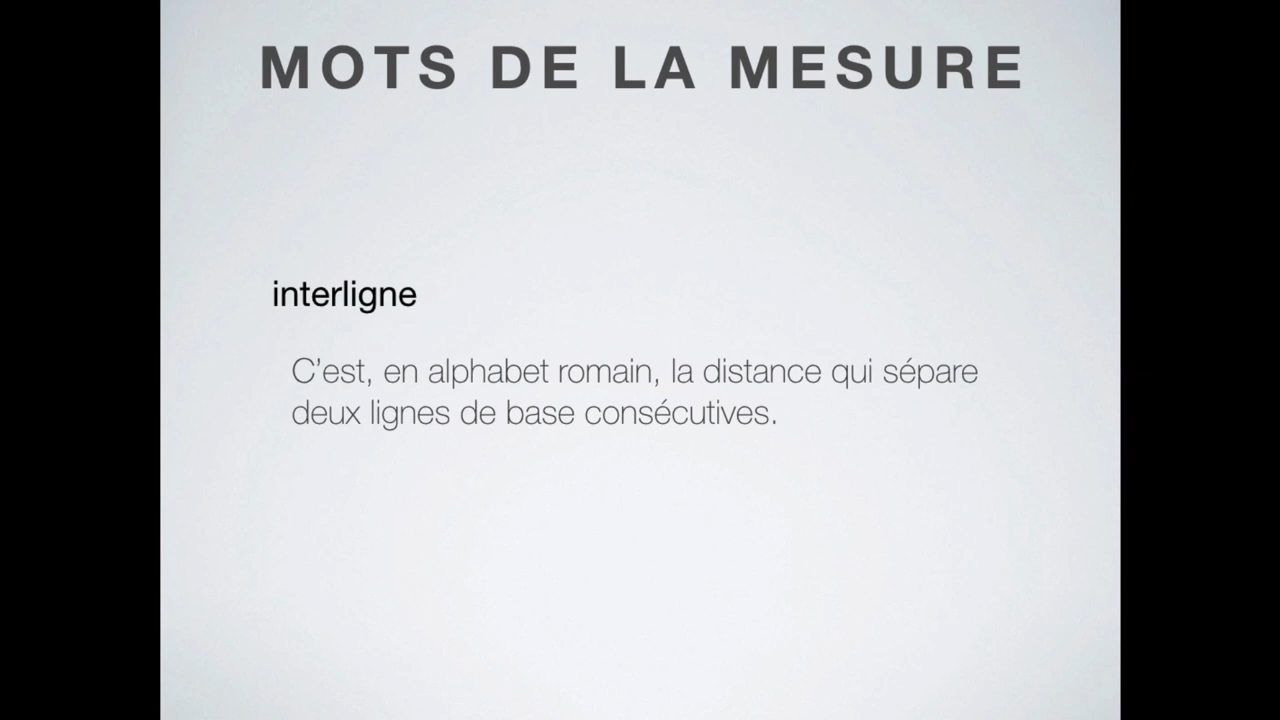 MOTS DE LA MESURE
interligne
C’est, en alphabet romain, la distance qui sépare
deux lignes de base consécutives.